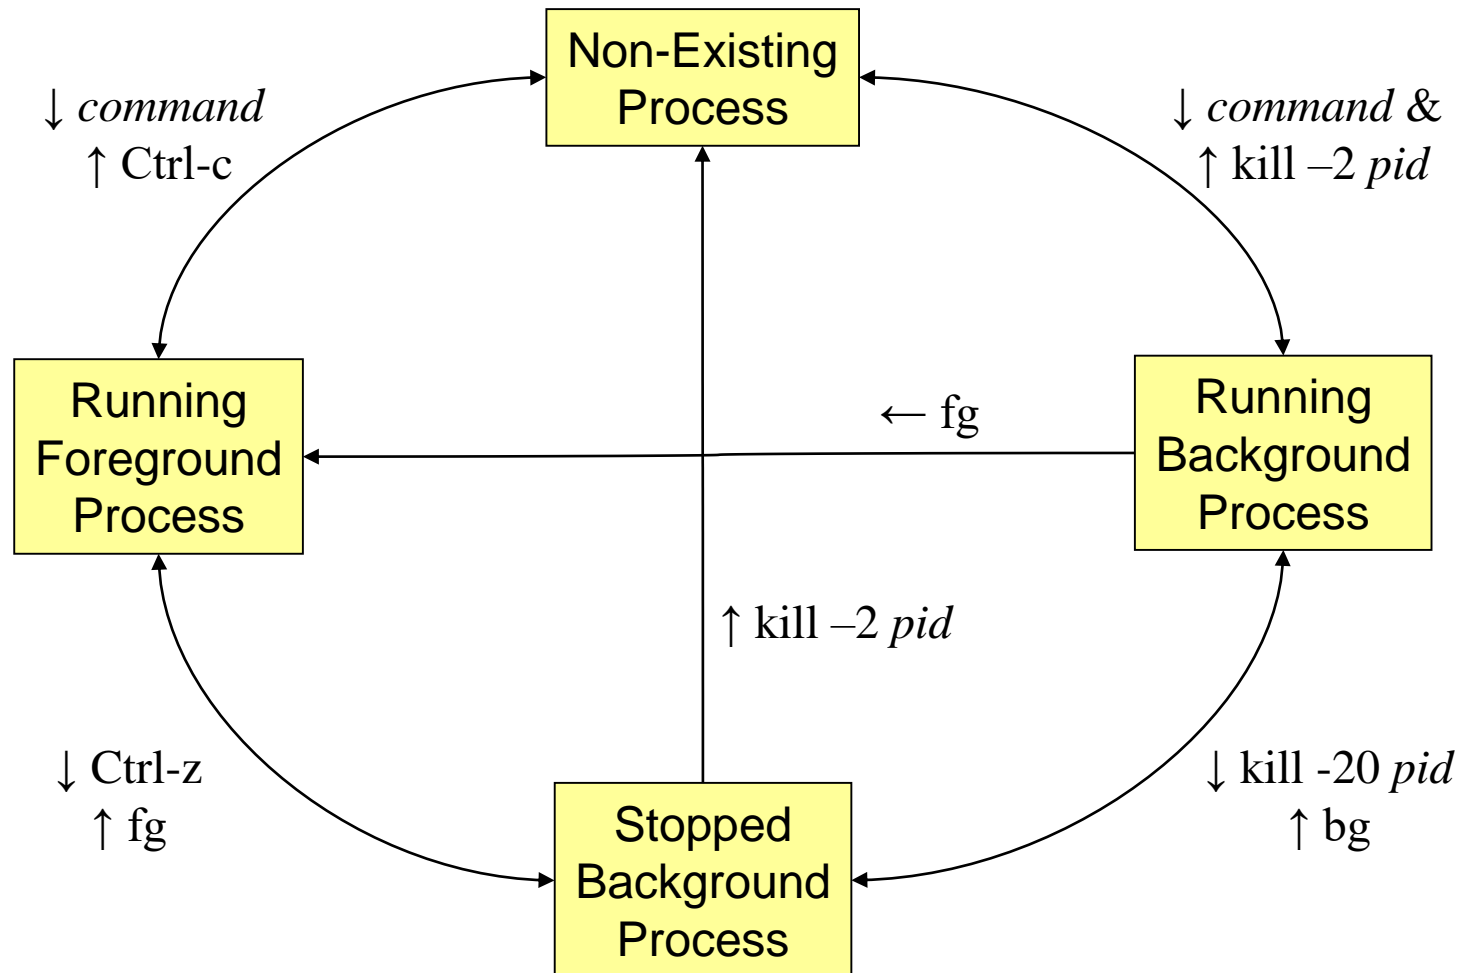 Non-Existing
Process
↓ command
↑ Ctrl-c
↓ command &
↑ kill –2 pid
Running
Foreground
Process
← fg
Running
Background
Process
↑ kill –2 pid
↓ Ctrl-z
↑ fg
↓ kill -20 pid
↑ bg
Stopped
Background
Process